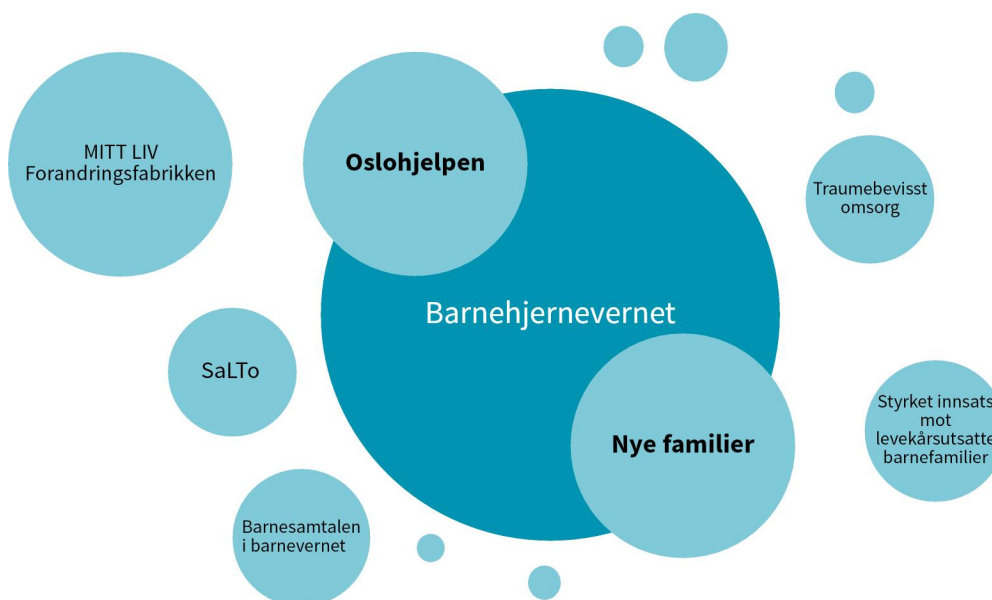 MITT LIV
Forandringsfabrikken
Oslohjelpen
Traumebevisst
omsorg
Barnehjernevernet
SaLTo
Styrket innsats
mot
levekårsutsatte
barnefamilier
Nye familier
Barnesamtalen
i barnevernet